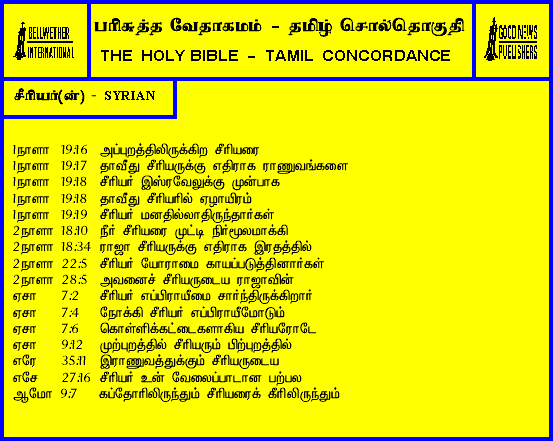 BELLWETHER
INTERNATIONAL
பரிசுத்த வேதாகமம் - தமிழ் சொல்தொகுதி
THE HOLY BIBLE - TAMIL CONCORDANCE
GOOD NEWS
PUBLISHERS
சீரியர்(ன்) - SYRIAN
1நாளா 19:16 அப்புறத்திலிருக்கிற சீரியரை
1நாளா 19:17 தாவீது சீரியருக்கு எதிராக ராணுவங்களை
1நாளா 19:18 சீரியர் இஸ்ரவேலுக்கு முன்பாக
1நாளா 19:18 தாவீது சீரியரில் ஏழாயிரம்
1நாளா 19:19 சீரியர் மனதில்லாதிருந்தார்கள்
2நாளா 18:10 நீர் சீரியரை முட்டி நிர்மூலமாக்கி
2நாளா 18:34 ராஜா சீரியருக்கு எதிராக இரதத்தில்
2நாளா 22:5 சீரியர் யோராமை காயப்படுத்தினார்கள்
2நாளா 28:5 அவனைச் சீரியருடைய ராஜாவின்
ஏசா 7:2 சீரியர் எப்பிராயீமை சார்ந்திருக்கிறார்
ஏசா 7:4 நோக்கி சீரியர் எப்பிராயீமோடும்
ஏசா 7:6 கொள்ளிக்கட்டைகளாகிய சீரியரோடே
ஏசா 9:12 முற்புறத்தில் சீரியரும் பிற்புறத்தில்
எரே 35:11 இராணுவத்துக்கும் சீரியருடைய
எசே 27:16 சீரியர் உன் வேலைப்பாடான பற்பல
ஆமோ 9:7 கப்தோரிலிருந்தும் சீரியரைக் கீரிலிருந்தும்